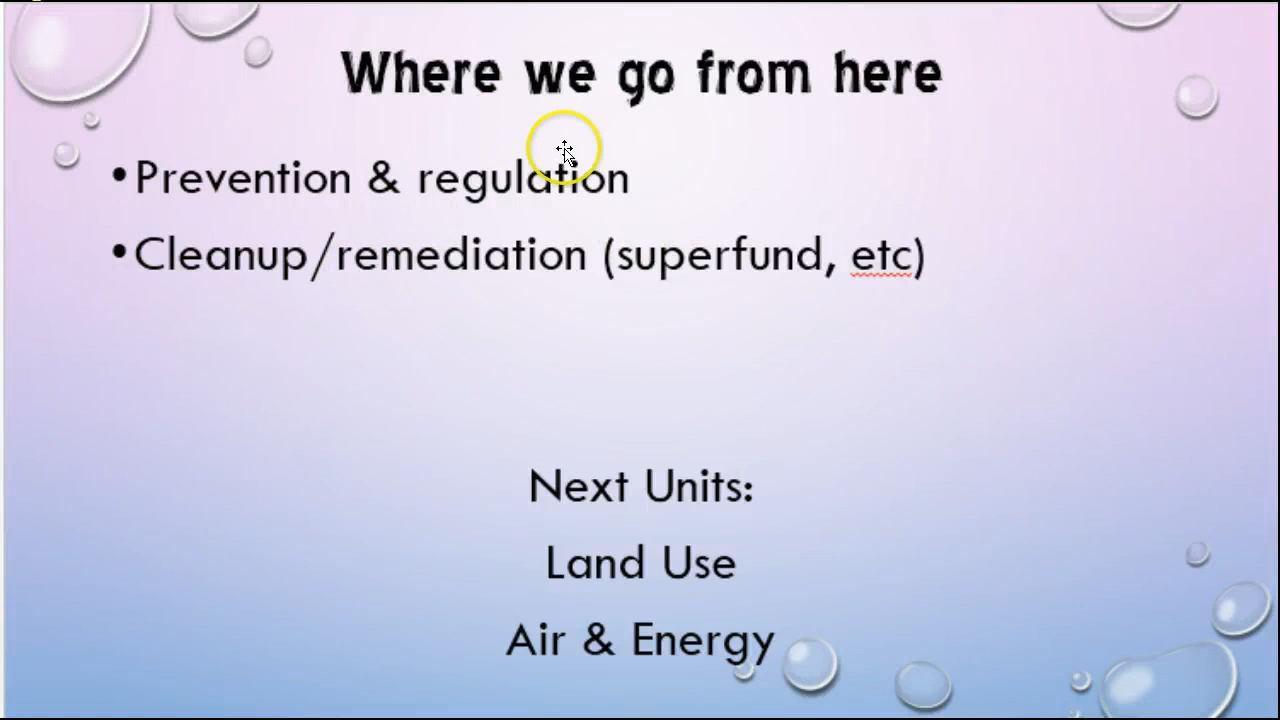 Where we go from here
•Prevention & regulation
•Cleanup/remediation (superfund, etc)
Next Units:
Land Use
Air & Energy